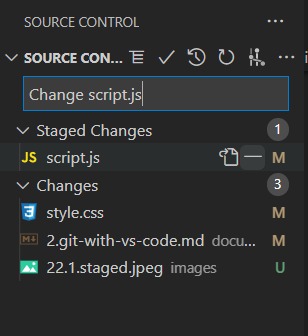 SOURCE CONTROL
SOURCE CON...
Change script.js
Staged Changes 1
JS script.js M
Changes 3
style.css M
2.git-with-vs-code.md docu... M
22.1.staged.jpeg images U